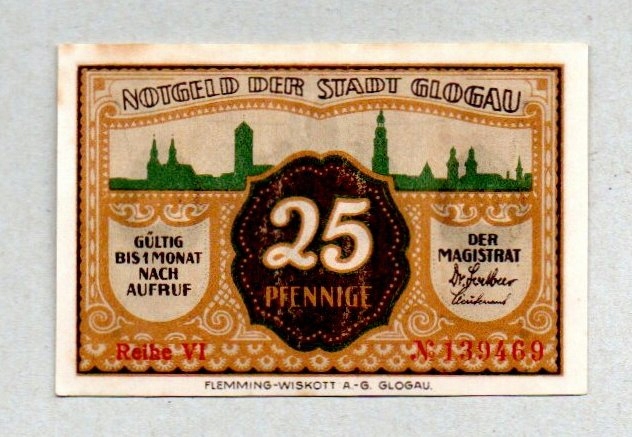 NOTGELD DER STADT GLOGAU
25
PFENNIGE
GÜLTIG
BIS 1 MONAT
NACH
AUFRUF
DER
MAGISTRAT
Reihe VI
№ 139469
FLEMMING-WISKOTT A.-G. GLOGAU.